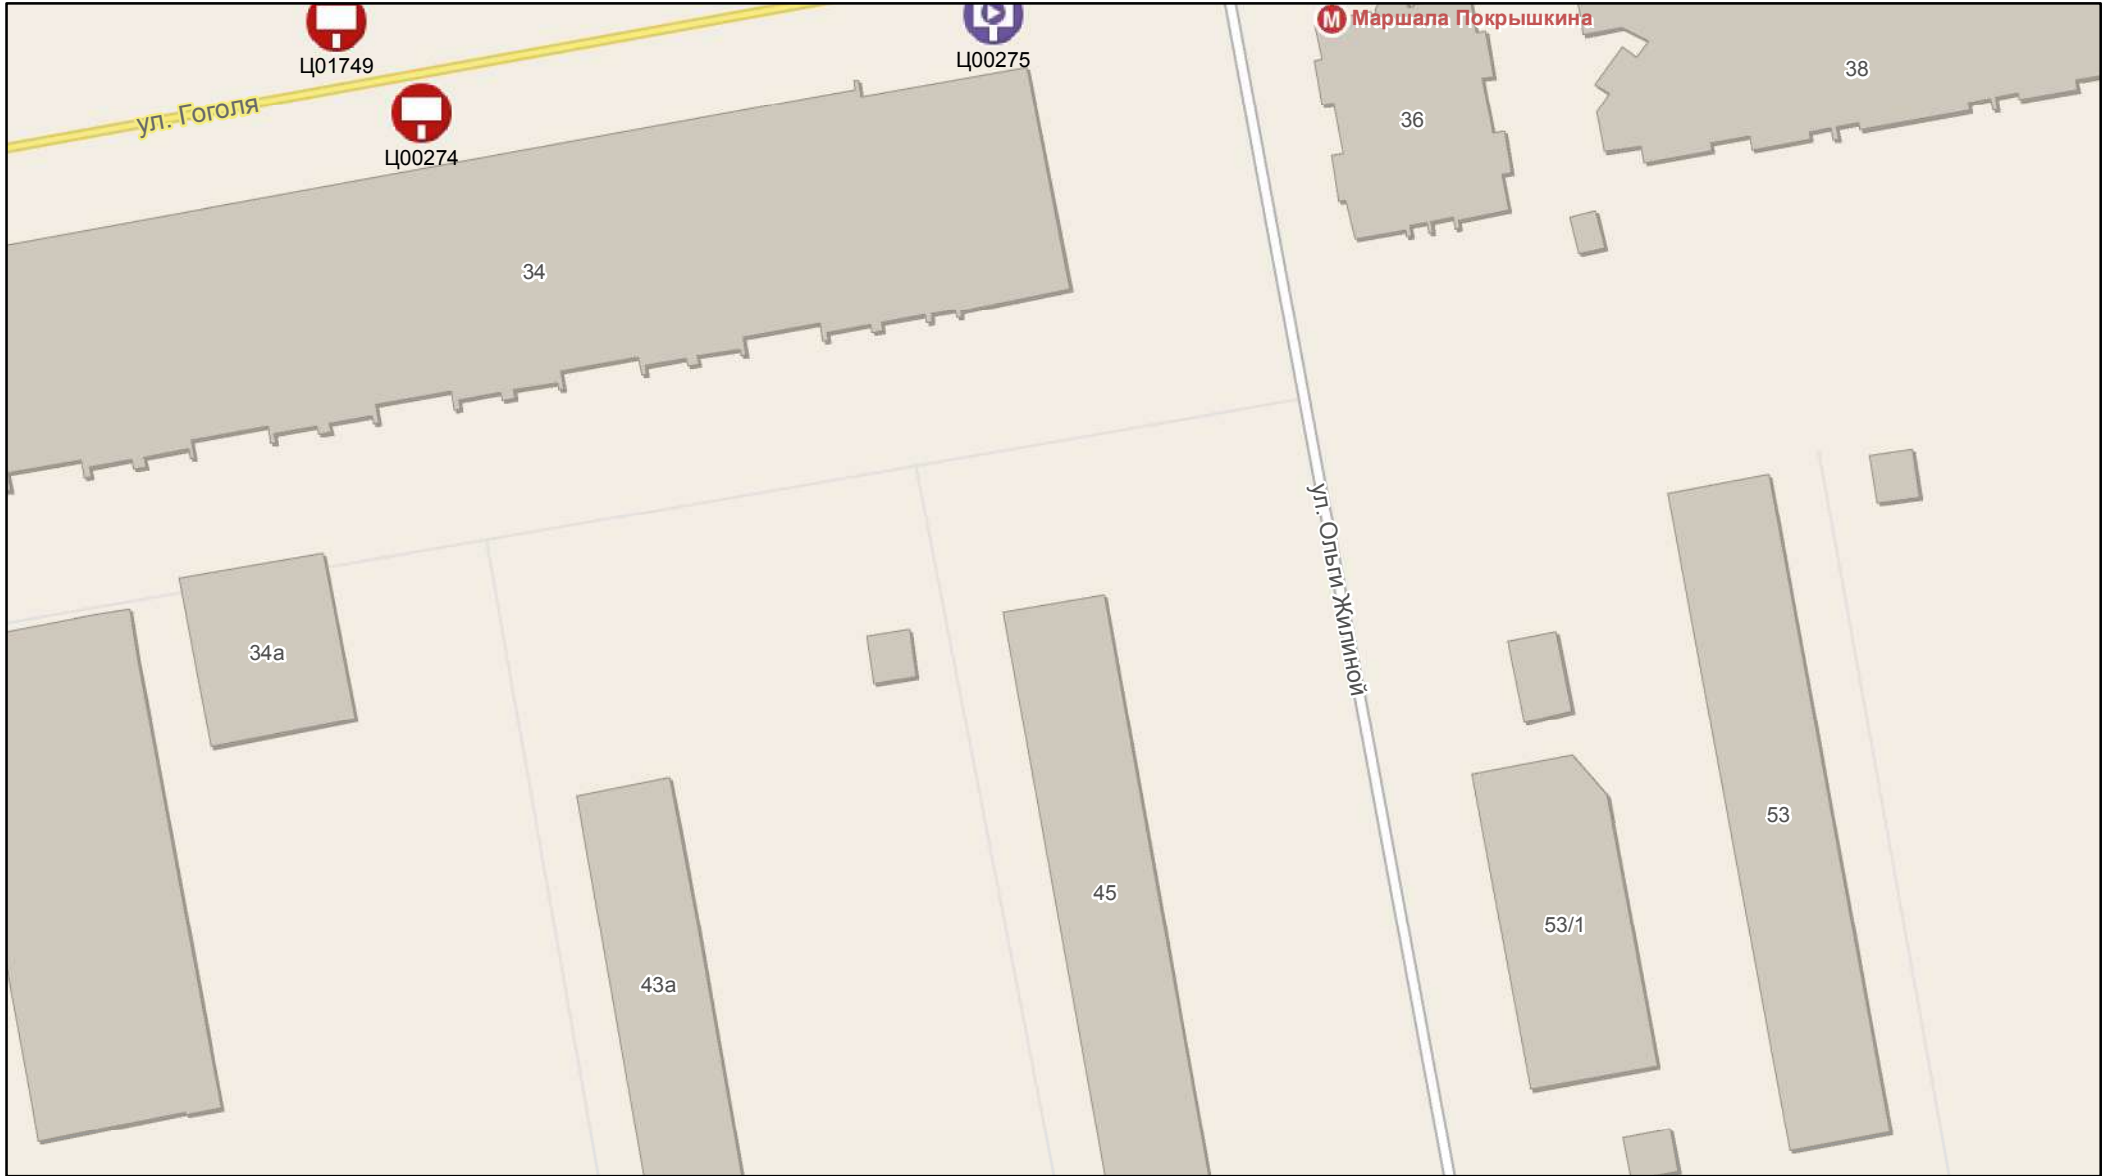 М Маршала Покрышкина
Ц01749
Ц00275
38
ул. Гоголя
36
Ц00274
34
ул. Ольги Жилиной
34а
53
45
53/1
43а